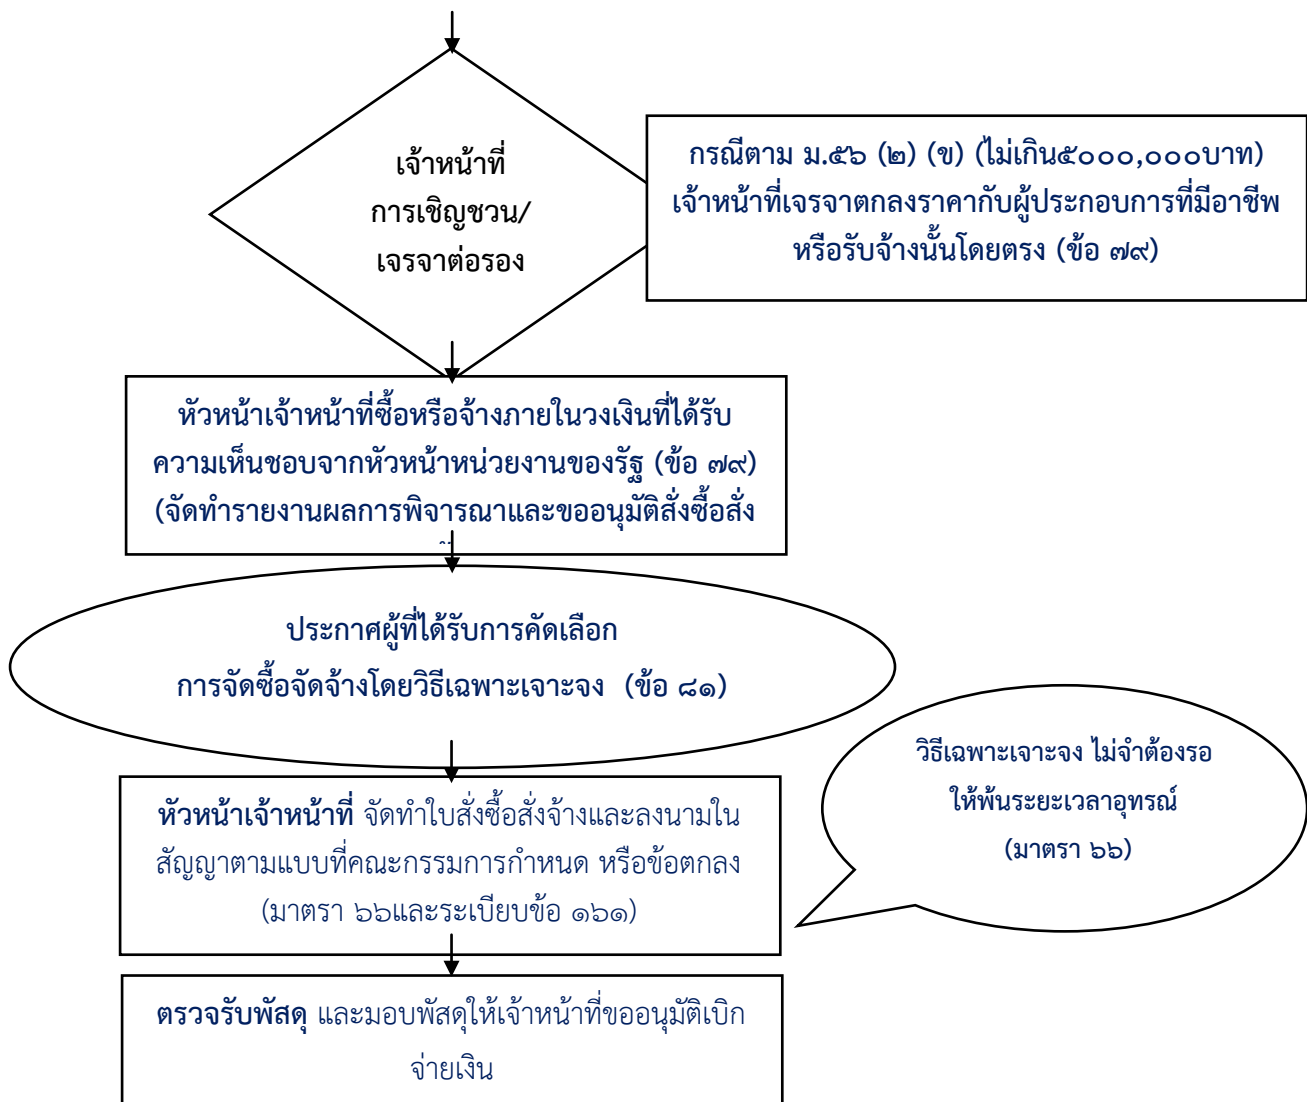 เจ้าหน้าที่
การเชิญชวน/
เจรจาต่อรอง
กรณีตาม ม.๕๖ (๒) (ข) (ไม่เกิน๕๐๐๐,๐๐๐บาท)
เจ้าหน้าที่เจรจาตกลงราคากับผู้ประกอบการที่มีอาชีพ
หรือรับจ้างนั้นโดยตรง (ข้อ ๗๙)
หัวหน้าเจ้าหน้าที่ซื้อหรือจ้างภายในวงเงินที่ได้รับ
ความเห็นชอบจากหัวหน้าหน่วยงานของรัฐ (ข้อ ๗๙)
(จัดทำรายงานผลการพิจารณาและขออนุมัติสั่งซื้อสั่ง
ประกาศผู้ที่ได้รับการคัดเลือก
การจัดซื้อจัดจ้างโดยวิธีเฉพาะเจาะจง (ข้อ ๘๑)
วิธีเฉพาะเจาะจง ไม่จำต้องรอ
ให้พ้นระยะเวลาอุทรณ์
(มาตรา ๖๖)
หัวหน้าเจ้าหน้าที่ จัดทำใบสั่งซื้อสั่งจ้างและลงนามใน
สัญญาตามแบบที่คณะกรรมการกำหนด หรือข้อตกลง
(มาตรา ๖๖และระเบียบข้อ ๑๖๑)
ตรวจรับพัสดุ และมอบพัสดุให้เจ้าหน้าที่ขออนุมัติเบิก
จ่ายเงิน